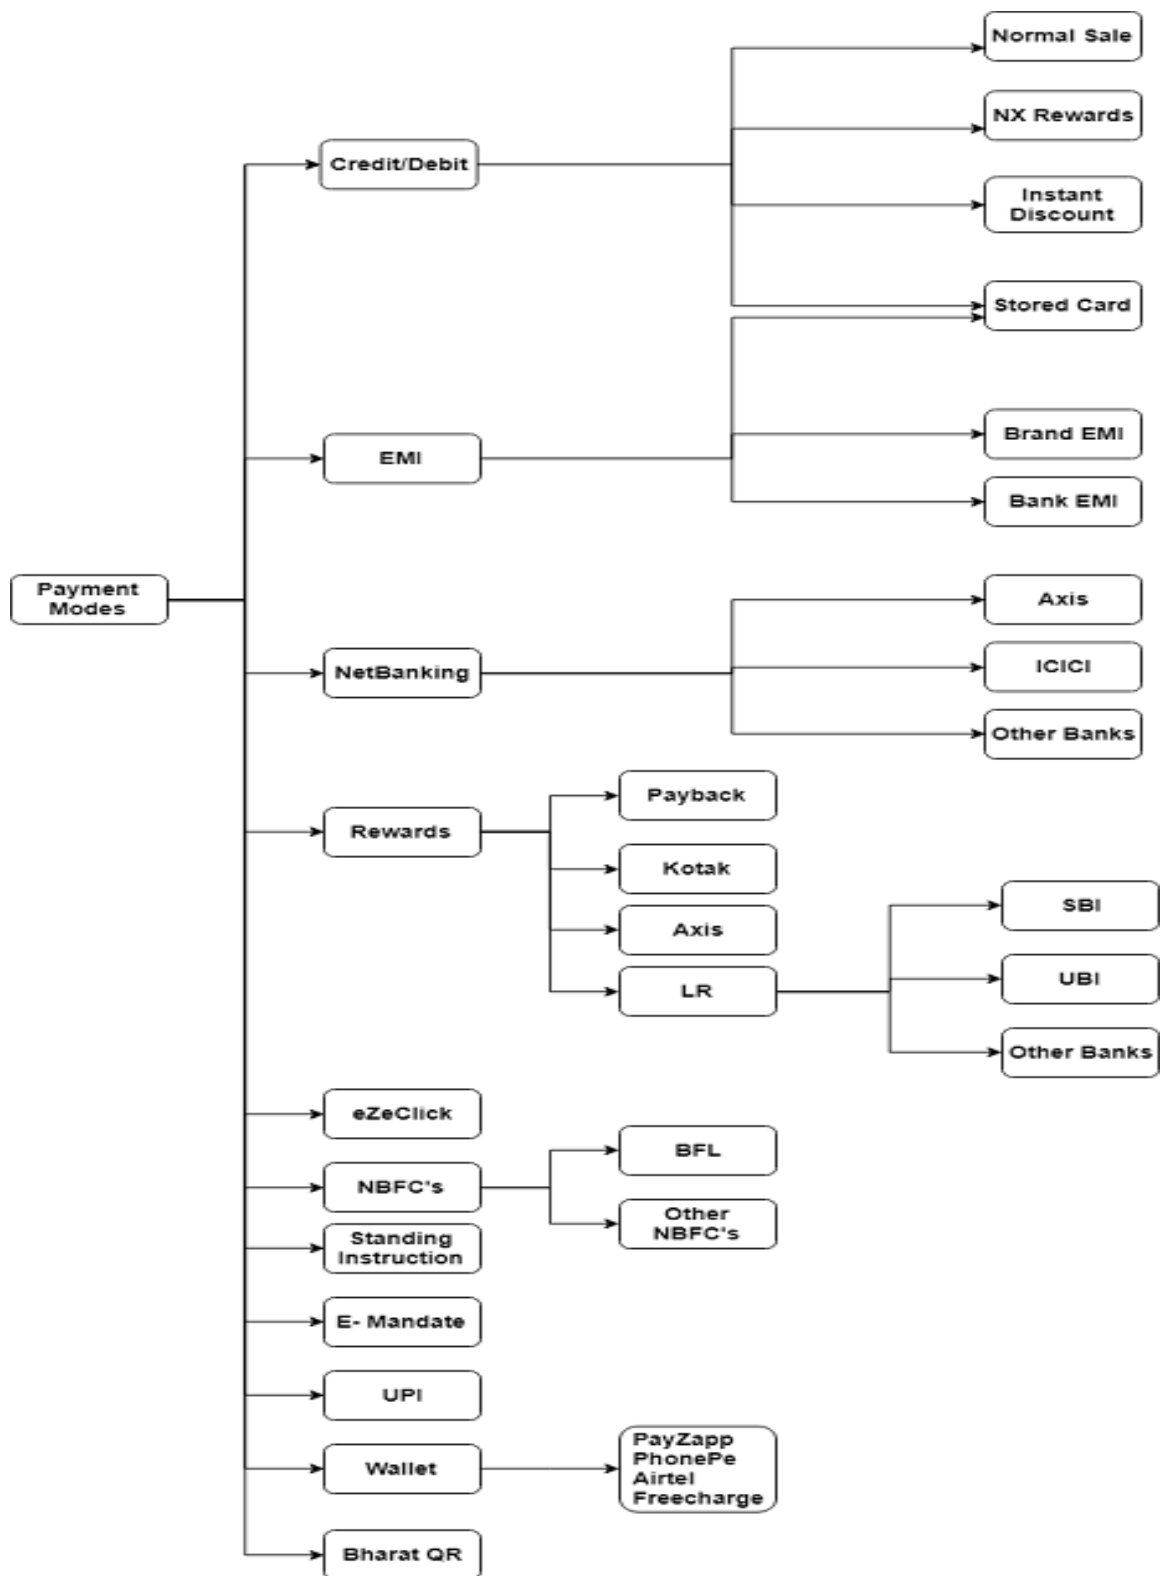 Normal Sale
NX Rewards
Credit/Debit
Instant
Discount
Stored Card
Brand EMI
EMI
Bank EMI
Payment
Modes
Axis
ICICI
NetBanking
Other Banks
Payback
Rewards
Kotak
SBI
Axis
UBI
LR
Other Banks
eZeClick
BFL
NBFC's
Other
NBFC's
Standing
Instruction
E- Mandate
UPI
PayZapp
PhonePe
Airtel
Freecharge
Wallet
Bharat QR